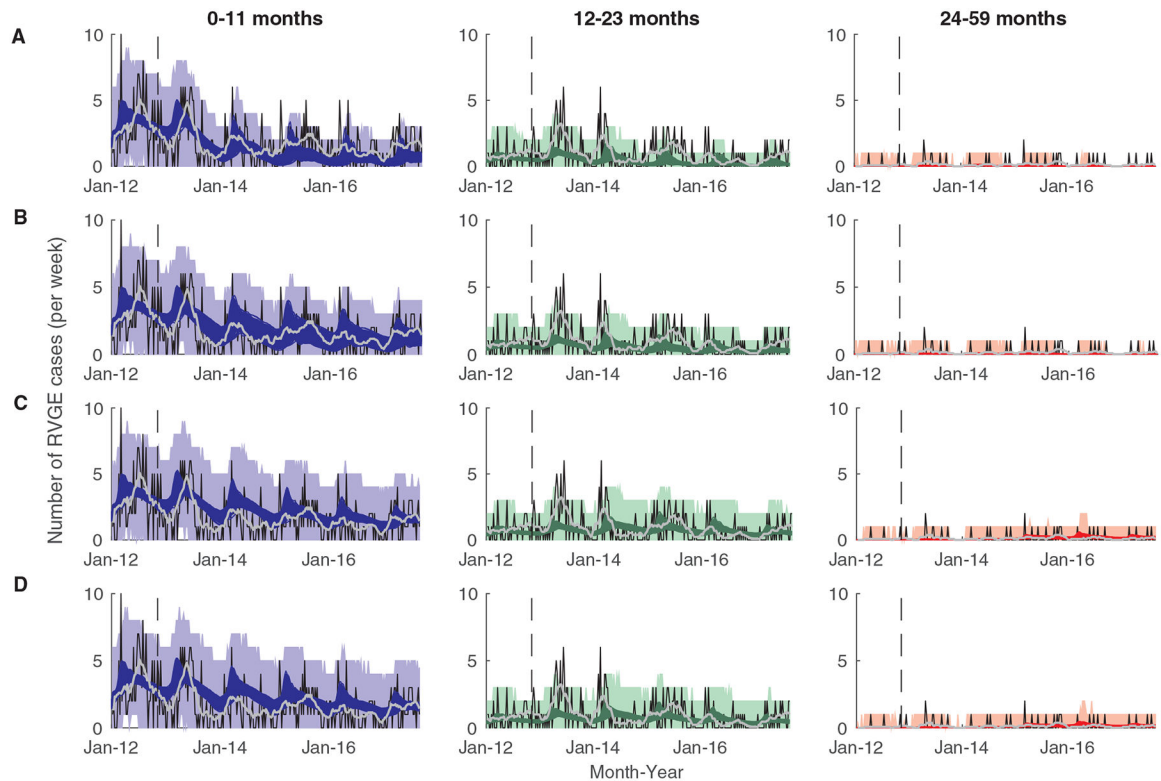 0-11 months 12-23 months 24-59 months
A
10 10 10
5 5 5
0 0 0
Jan-12 Jan-14 Jan-16 Jan-12 Jan-14 Jan-16 Jan-12 Jan-14 Jan-16
B
10 10 10
5 5 5
0 0 0
Jan-12 Jan-14 Jan-16 Jan-12 Jan-14 Jan-16 Jan-12 Jan-14 Jan-16
Number of RVGE cases (per week)
C
10 10 10
5 5 5
0 0 0
Jan-12 Jan-14 Jan-16 Jan-12 Jan-14 Jan-16 Jan-12 Jan-14 Jan-16
D
10 10 10
5 5 5
0 0 0
Jan-12 Jan-14 Jan-16 Jan-12 Jan-14 Jan-16 Jan-12 Jan-14 Jan-16
Month-Year